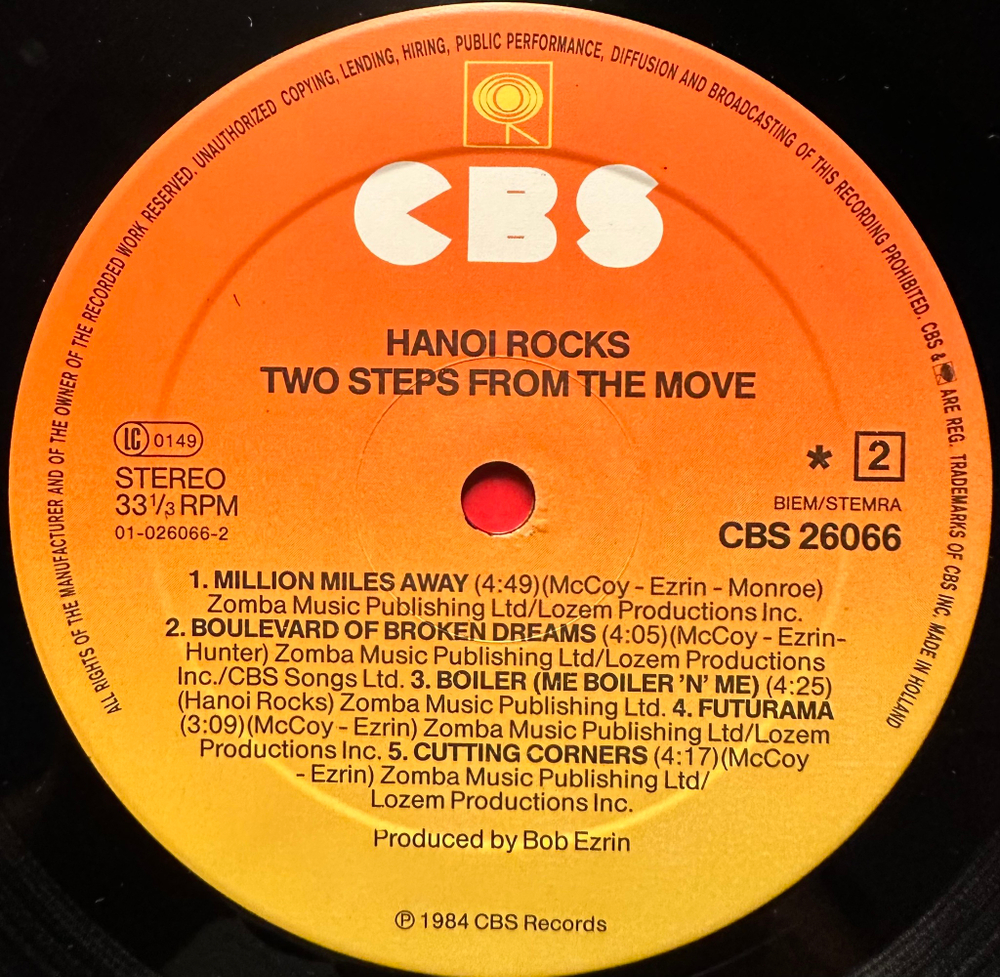 ALL RIGHTS OF THE MANUFACTURER AND OF THE OWNER OF THE RECORDED WORK RESERVED. UNAUTHORIZED COPYING, LENDING, HIRING, PUBLIC PERFORMANCE, DIFFUSION AND BROADCASTING OF THIS RECORDING PROHIBITED. CBS & ARE REG. TRADEMARKS OF CBS INC. MADE IN HOLLAND
CBS
HANOI ROCKS
TWO STEPS FROM THE MOVE
LC 0149
STEREO
33 1/3 RPM
01-026066-2
* 2
BIEM/STEMRA
CBS 26066
1. MILLION MILES AWAY (4:49)(McCoy - Ezrin - Monroe)
Zomba Music Publishing Ltd/Lozem Productions Inc.
2. BOULEVARD OF BROKEN DREAMS (4:05)(McCoy - Ezrin-
Hunter) Zomba Music Publishing Ltd/Lozem Productions
Inc./CBS Songs Ltd. 3. BOILER (ME BOILER 'N' ME) (4:25)
(Hanoi Rocks) Zomba Music Publishing Ltd. 4. FUTURAMA
(3:09)(McCoy - Ezrin) Zomba Music Publishing Ltd/Lozem
Productions Inc. 5. CUTTING CORNERS (4:17)(McCoy
- Ezrin) Zomba Music Publishing Ltd/
Lozem Productions Inc.
Produced by Bob Ezrin
℗ 1984 CBS Records